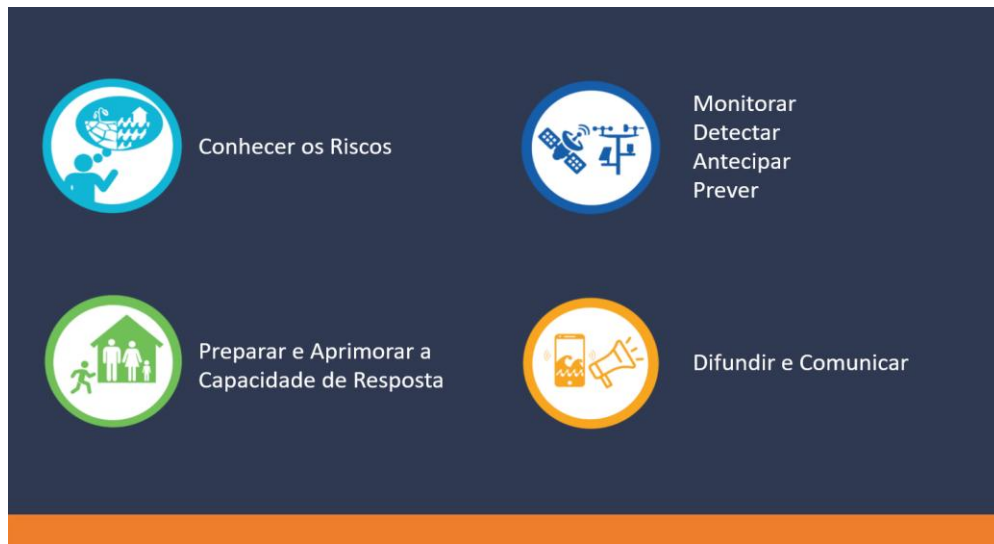 Conhecer os Riscos
Monitorar
Detectar
Antecipar
Prever
Preparar e Aprimorar a
Capacidade de Resposta
Difundir e Comunicar